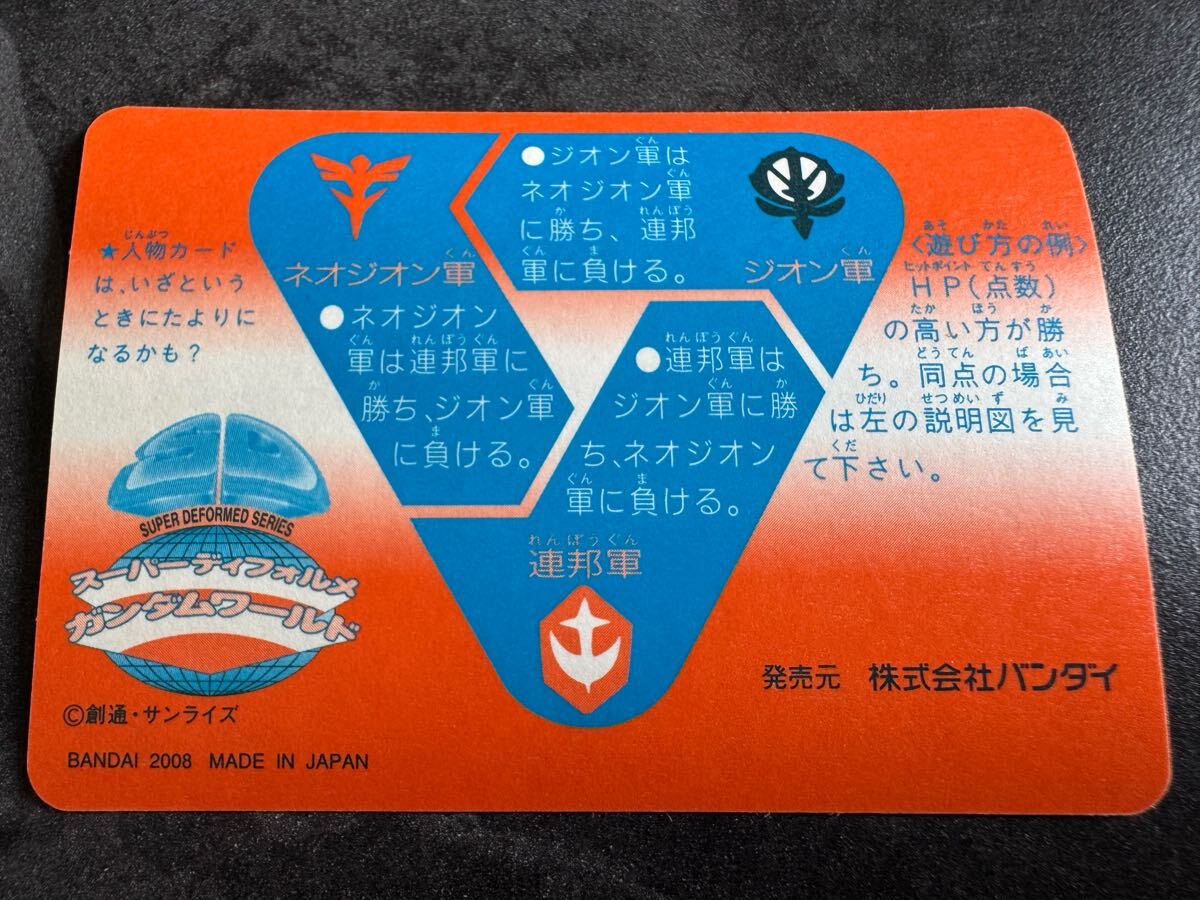 ★人物カード
は、いざという
ときにたよりに
なるかも？
ネオジオン軍
●ジオン軍は
ネオジオン軍
に勝ち、連邦
軍に負ける。
ジオン軍
●ネオジオン
軍は連邦軍に
勝ち、ジオン軍
に負ける。
●連邦軍は
ジオン軍に勝
ち、ネオジオン
軍に負ける。
連邦軍
〈遊び方の例〉
HP(点数)
の高い方が勝
ち。同点の場合
は左の説明図を見
て下さい。
SUPER DEFORMED SERIES
スーパーディフォルメ
ガンダムワールド
©創通・サンライズ
BANDAI 2008 MADE IN JAPAN
発売元 株式会社バンダイ